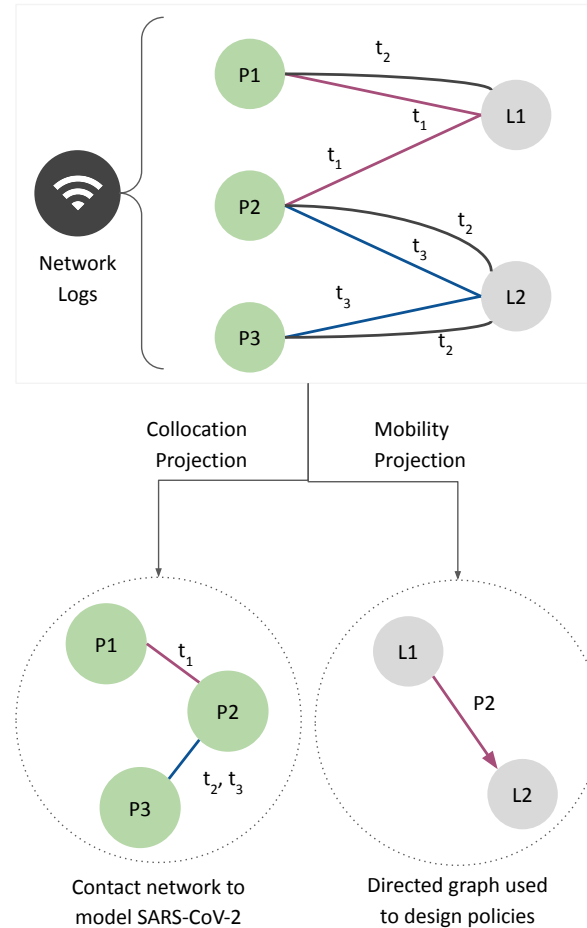 P1
t2
L1
t1
t1
P2
Network
Logs
t2
t3
t3
L2
P3
t2
Collocation
Projection
Mobility
Projection
P1
t1
P2
t2, t3
P3
L1
P2
L2
Contact network to
model SARS-CoV-2
Directed graph used
to design policies